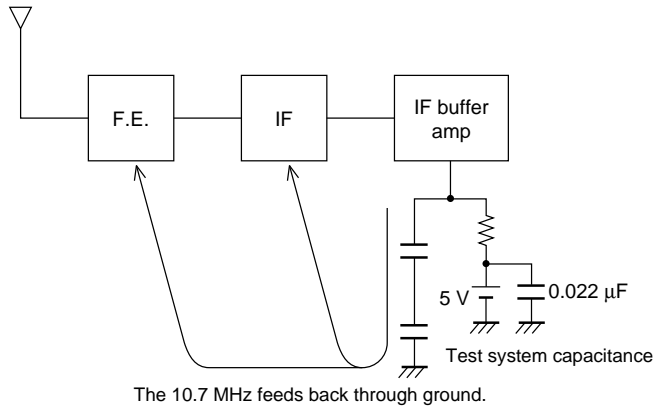 F.E.
IF
IF buffer
amp
5 V
0.022 μF
Test system capacitance
The 10.7 MHz feeds back through ground.